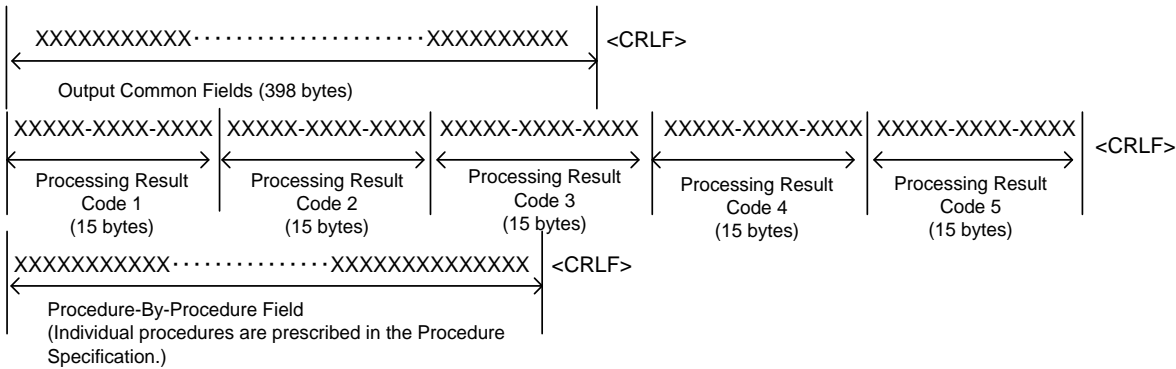 XXXXXXXXXXX·······················XXXXXXXXXX <CRLF>
Output Common Fields (398 bytes)
XXXXX-XXXX-XXXX XXXXX-XXXX-XXXX XXXXX-XXXX-XXXX XXXXX-XXXX-XXXX XXXXX-XXXX-XXXX <CRLF>
Processing Result Code 1 (15 bytes)
Processing Result Code 2 (15 bytes)
Processing Result Code 3 (15 bytes)
Processing Result Code 4 (15 bytes)
Processing Result Code 5 (15 bytes)
XXXXXXXXXXX···············XXXXXXXXXXXXXX <CRLF>
Procedure-By-Procedure Field
(Individual procedures are prescribed in the Procedure
Specification.)